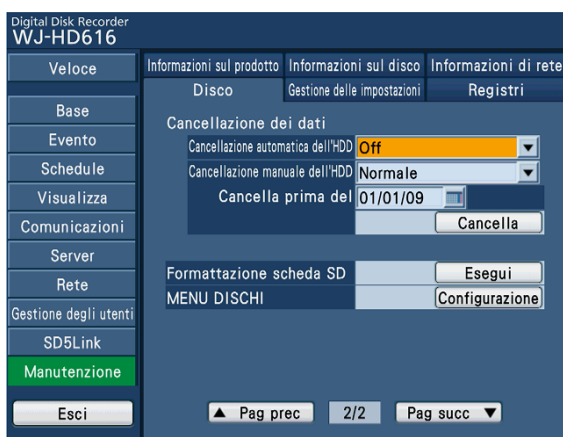 Digital Disk Recorder
WJ-HD616
Veloce
Base
Evento
Schedule
Visualizza
Comunicazioni
Server
Rete
Gestione degli utenti
SD5Link
Manutenzione
Esci
Informazioni sul prodotto Informazioni sul disco Informazioni di rete
Disco Gestione delle impostazioni Registri
Cancellazione dei dati
Cancellazione automatica dell'HDD Off
Cancellazione manuale dell'HDD Normale
Cancella prima del 01/01/09
Cancella
Formattazione scheda SD Esegui
MENU DISCHI Configurazione
▲ Pag prec 2/2 Pag succ ▼